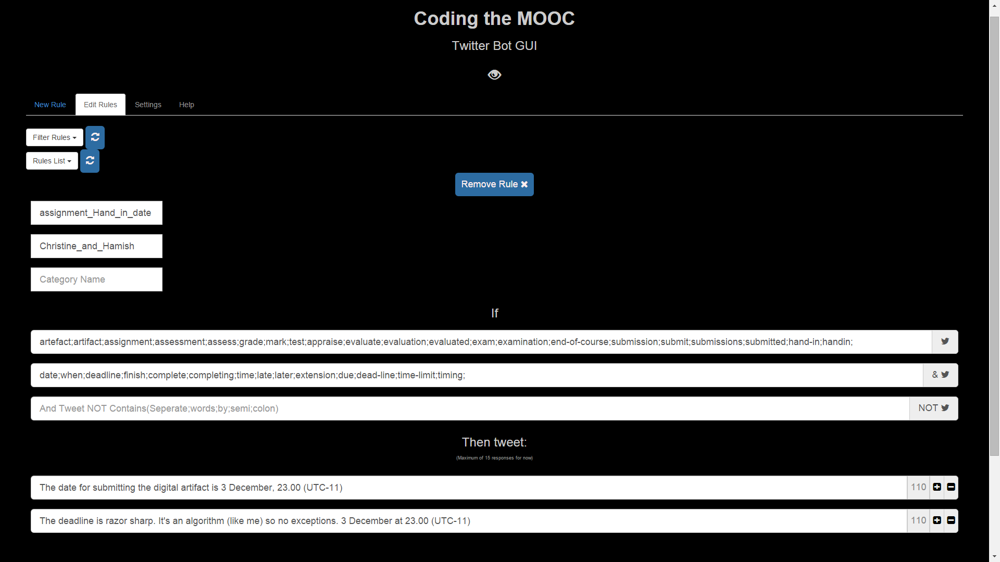 Coding the MOOC
Twitter Bot GUI
New Rule Edit Rules Settings Help
Filter Rules
Rules List
Remove Rule
assignment_Hand_in_date
Christine_and_Hamish
Category Name
If
artefact;artifact;assignment;assessment;assess;grade;mark;test;appraise;evaluate;evaluation;evaluated;exam;examination;end-of-course;submission;submit;submissions;submitted;hand-in;handin;
date;when;deadline;finish;complete;completing;time;late;later;extension;due;dead-line;time-limit;timing; &
And Tweet NOT Contains(Seperate;words;by;semi;colon) NOT
Then tweet:
(Maximum of 15 responses for now)
The date for submitting the digital artifact is 3 December, 23.00 (UTC-11) 110
The deadline is razor sharp. It's an algorithm (like me) so no exceptions. 3 December at 23.00 (UTC-11) 110